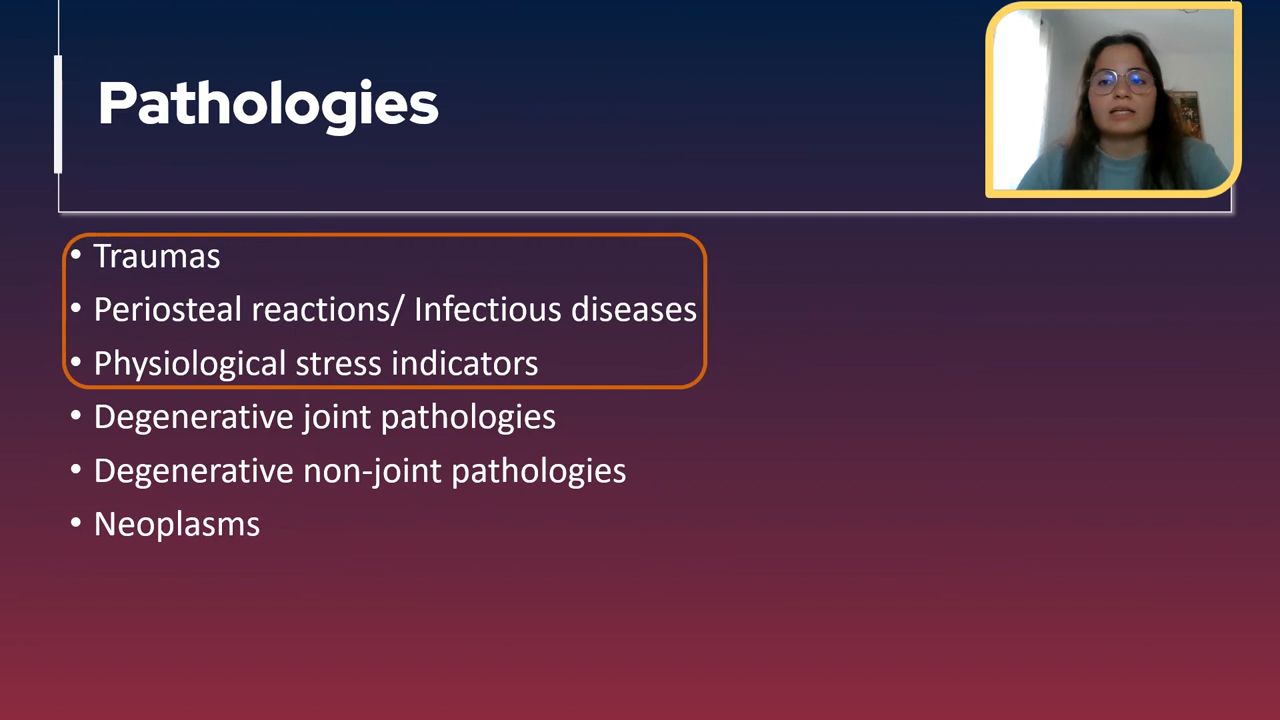 Pathologies
• Traumas
• Periosteal reactions/ Infectious diseases
• Physiological stress indicators
• Degenerative joint pathologies
• Degenerative non-joint pathologies
• Neoplasms